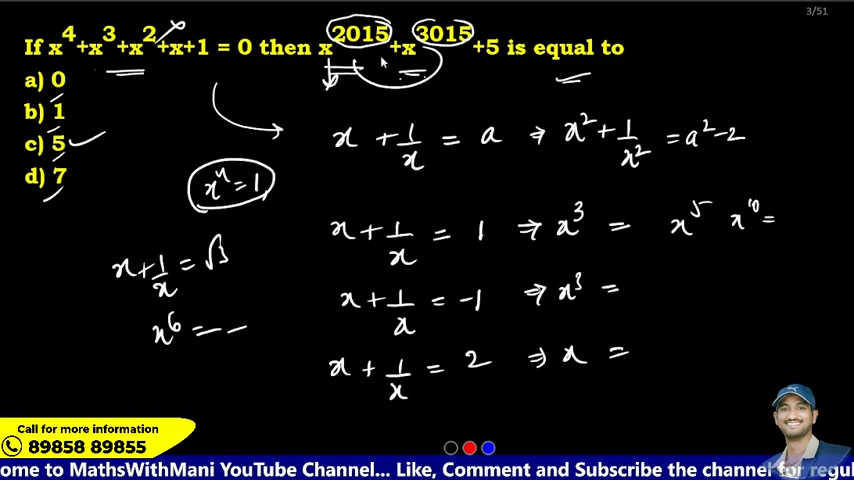 3/51
If x⁴+x³+x²+x+1 = 0 then x²⁰¹⁵+x³⁰¹⁵+5 is equal to
a) 0
b) 1
c) 5 ✓
d) 7
x + 1/x = a ⇒ x² + 1/x² = a² - 2
xⁿ = 1
x + 1/x = 1 ⇒ x³ = x⁵ x¹⁰ =
x + 1/x = √3
x + 1/x = -1 ⇒ x³ =
x⁶ = - -
x + 1/x = 2 ⇒ x =
Call for more information
89858 89855
ome to MathsWithMani YouTube Channel... Like, Comment and Subscribe the channel for regul